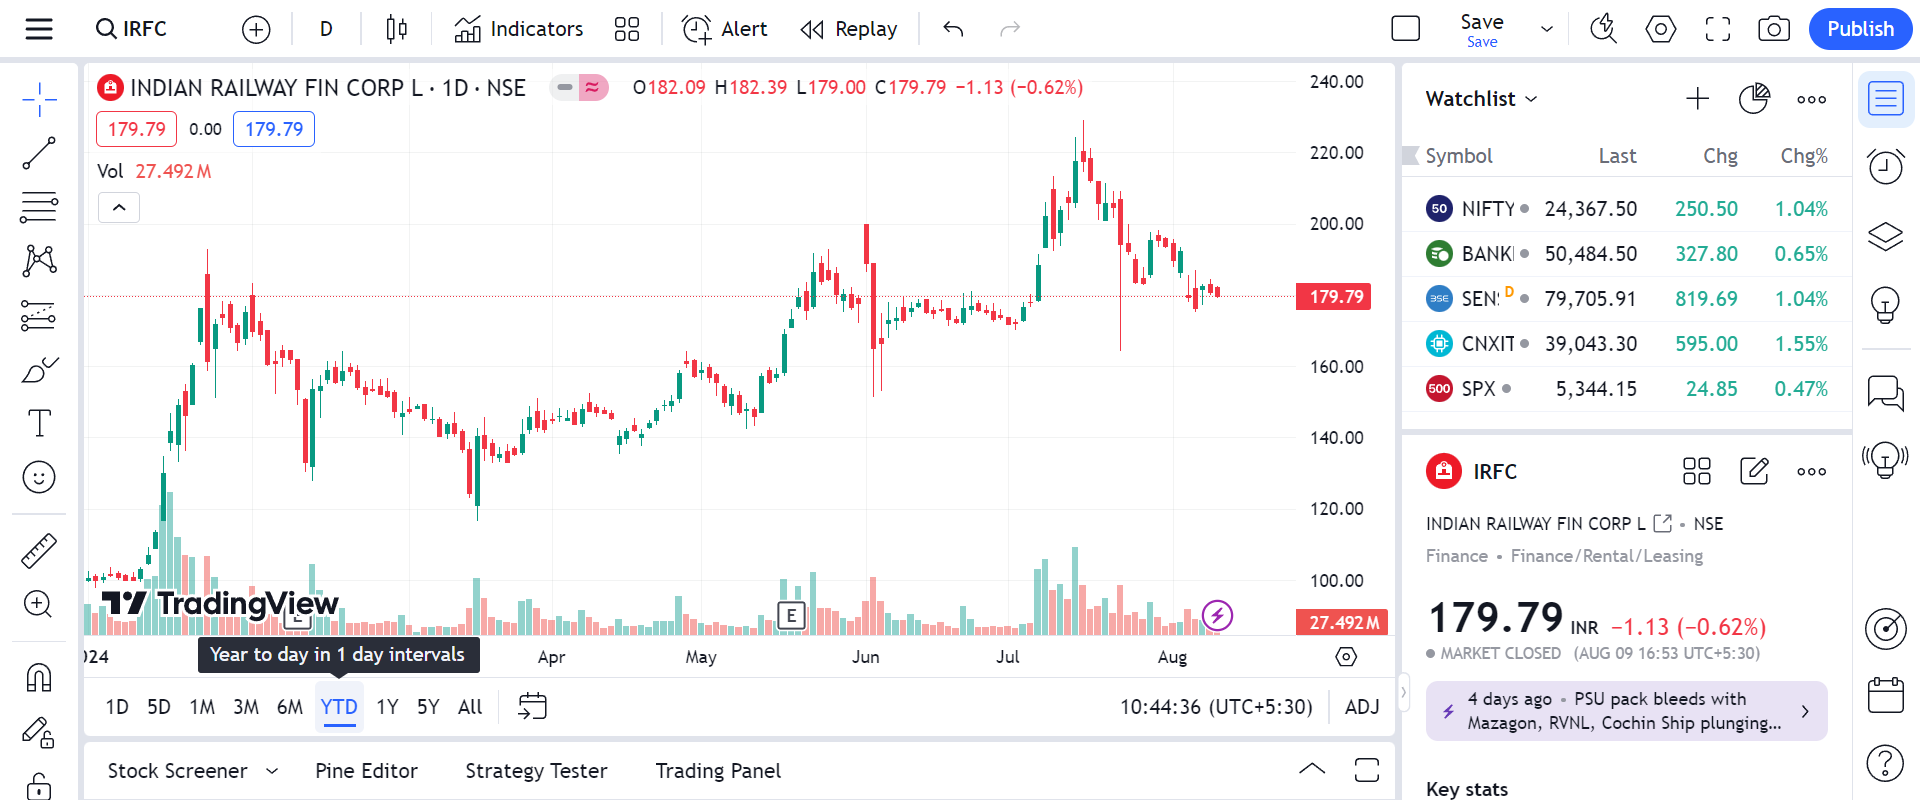 IRFC D Indicators Alert Replay Save Save Publish
INDIAN RAILWAY FIN CORP L · 1D · NSE O182.09 H182.39 L179.00 C179.79 −1.13 (−0.62%)
179.79 0.00 179.79
Vol 27.492 M
240.00
220.00
200.00
179.79
160.00
140.00
120.00
100.00
27.492 M
TradingView
E
E
Year to day in 1 day intervals
024 Apr May Jun Jul Aug
1D 5D 1M 3M 6M YTD 1Y 5Y All 10:44:36 (UTC+5:30) ADJ
Stock Screener Pine Editor Strategy Tester Trading Panel
Watchlist
Symbol Last Chg Chg%
50 NIFTY 24,367.50 250.50 1.04%
BANK 50,484.50 327.80 0.65%
BSE SENS D 79,705.91 819.69 1.04%
CNXIT 39,043.30 595.00 1.55%
500 SPX 5,344.15 24.85 0.47%
IRFC
INDIAN RAILWAY FIN CORP L • NSE
Finance • Finance/Rental/Leasing
179.79 INR −1.13 (−0.62%)
MARKET CLOSED (AUG 09 16:53 UTC+5:30)
4 days ago • PSU pack bleeds with
Mazagon, RVNL, Cochin Ship plunging...
Key stats